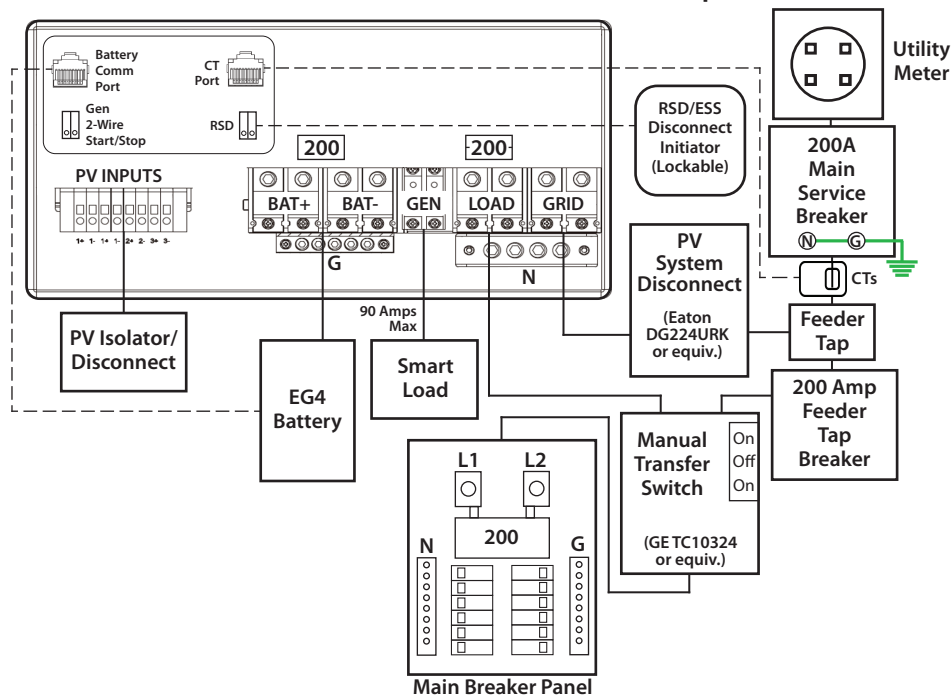 Battery
Comm
Port
CT
Port
Gen
2-Wire
Start/Stop
RSD
PV INPUTS
1+ 1- 1+ 1- 2+ 2- 3+ 3-
200
-200-
BAT+ BAT- GEN LOAD GRID
G
N
RSD/ESS
Disconnect
Initiator
(Lockable)
Utility
Meter
200A
Main
Service
Breaker
N G
CTs
PV
System
Disconnect
(Eaton
DG224URK
or equiv.)
Feeder
Tap
200 Amp
Feeder
Tap
Breaker
PV Isolator/
Disconnect
90 Amps
Max
EG4
Battery
Smart
Load
Manual
Transfer
Switch
On
Off
On
(GE TC10324
or equiv.)
L1 L2
200
N G
Main Breaker Panel